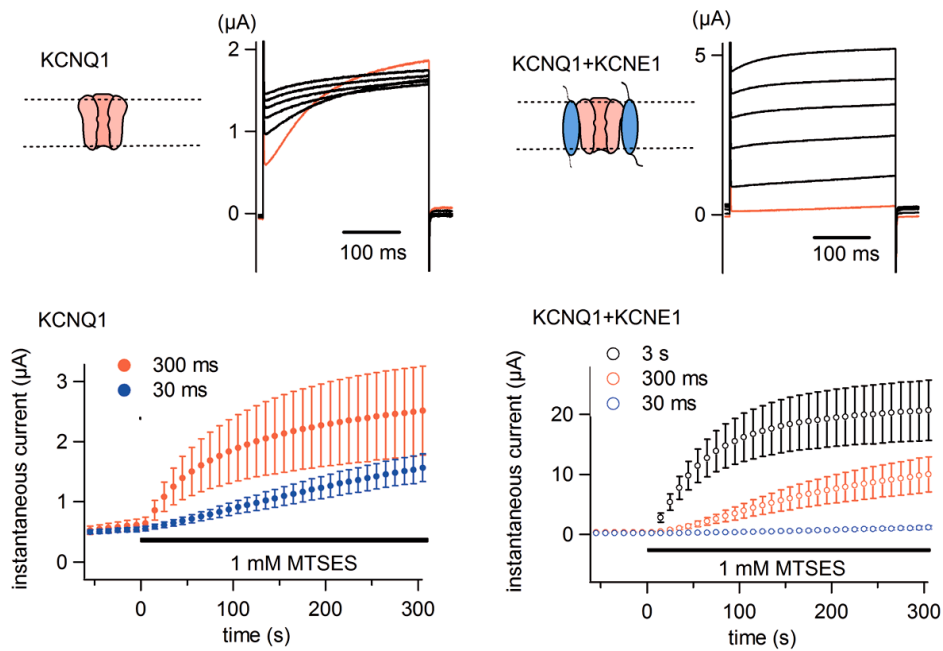 (µA)
KCNQ1
2
1
0
100 ms
(µA)
KCNQ1+KCNE1
5
0
100 ms
KCNQ1
300 ms
30 ms
instantaneous current (µA)
3
2
1
0
1 mM MTSES
0
100
200
300
time (s)
KCNQ1+KCNE1
3 s
300 ms
30 ms
instantaneous current (µA)
20
10
0
1 mM MTSES
0
100
200
300
time (s)